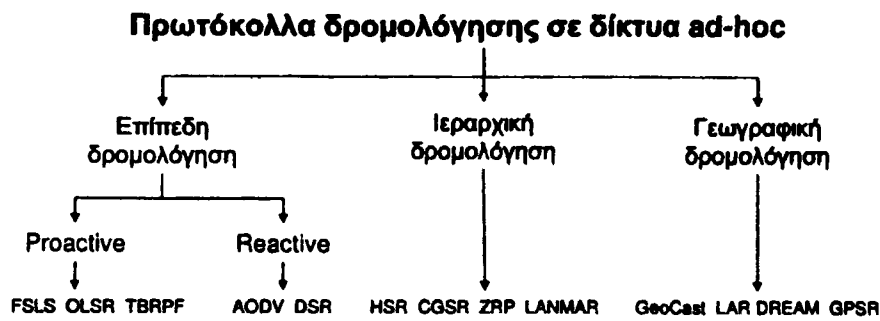 Πρωτόκολλα δρομολόγησης σε δίκτυα ad-hoc
Επίπεδη
δρομολόγηση
Ιεραρχική
δρομολόγηση
Γεωγραφική
δρομολόγηση
Proactive
Reactive
FSLS OLSR TBRPF
AODV DSR
HSR CGSR ZRP LANMAR
GeoCast LAR DREAM GPSR